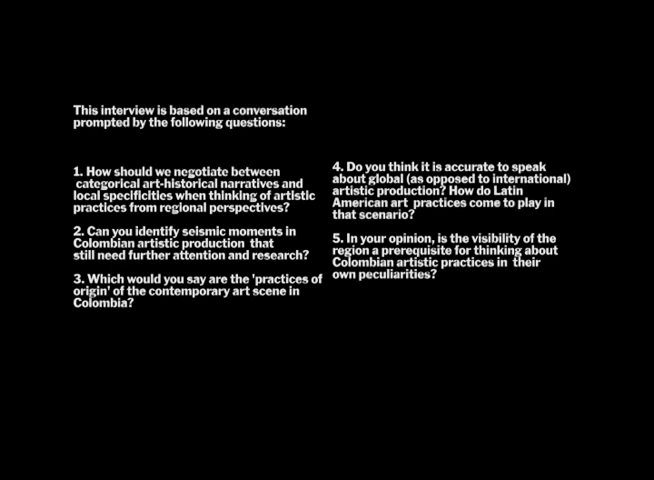 This interview is based on a conversation
prompted by the following questions:
1. How should we negotiate between
categorical art-historical narratives and
local specificities when thinking of artistic
practices from regional perspectives?
2. Can you identify seismic moments in
Colombian artistic production that
still need further attention and research?
3. Which would you say are the 'practices of
origin' of the contemporary art scene in
Colombia?
4. Do you think it is accurate to speak
about global (as opposed to international)
artistic production? How do Latin
American art practices come to play in
that scenario?
5. In your opinion, is the visibility of the
region a prerequisite for thinking about
Colombian artistic practices in their
own peculiarities?